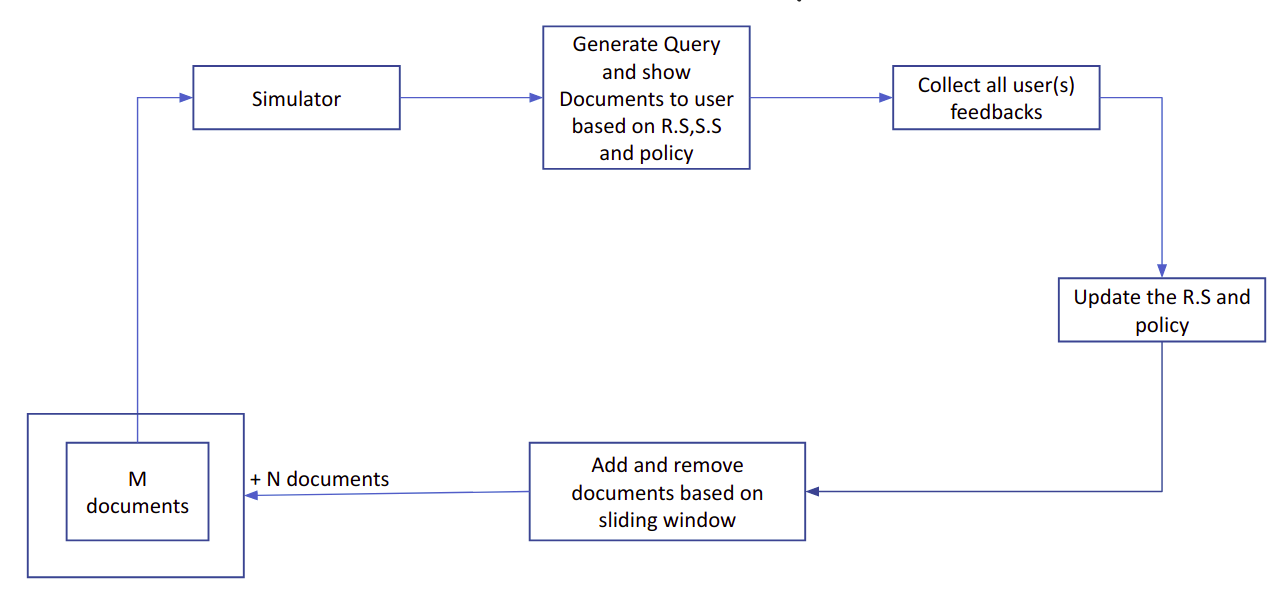 Simulator
Generate Query
and show
Documents to user
based on R.S,S.S
and policy
Collect all user(s)
feedbacks
Update the R.S and
policy
Add and remove
documents based on
sliding window
+ N documents
M
documents